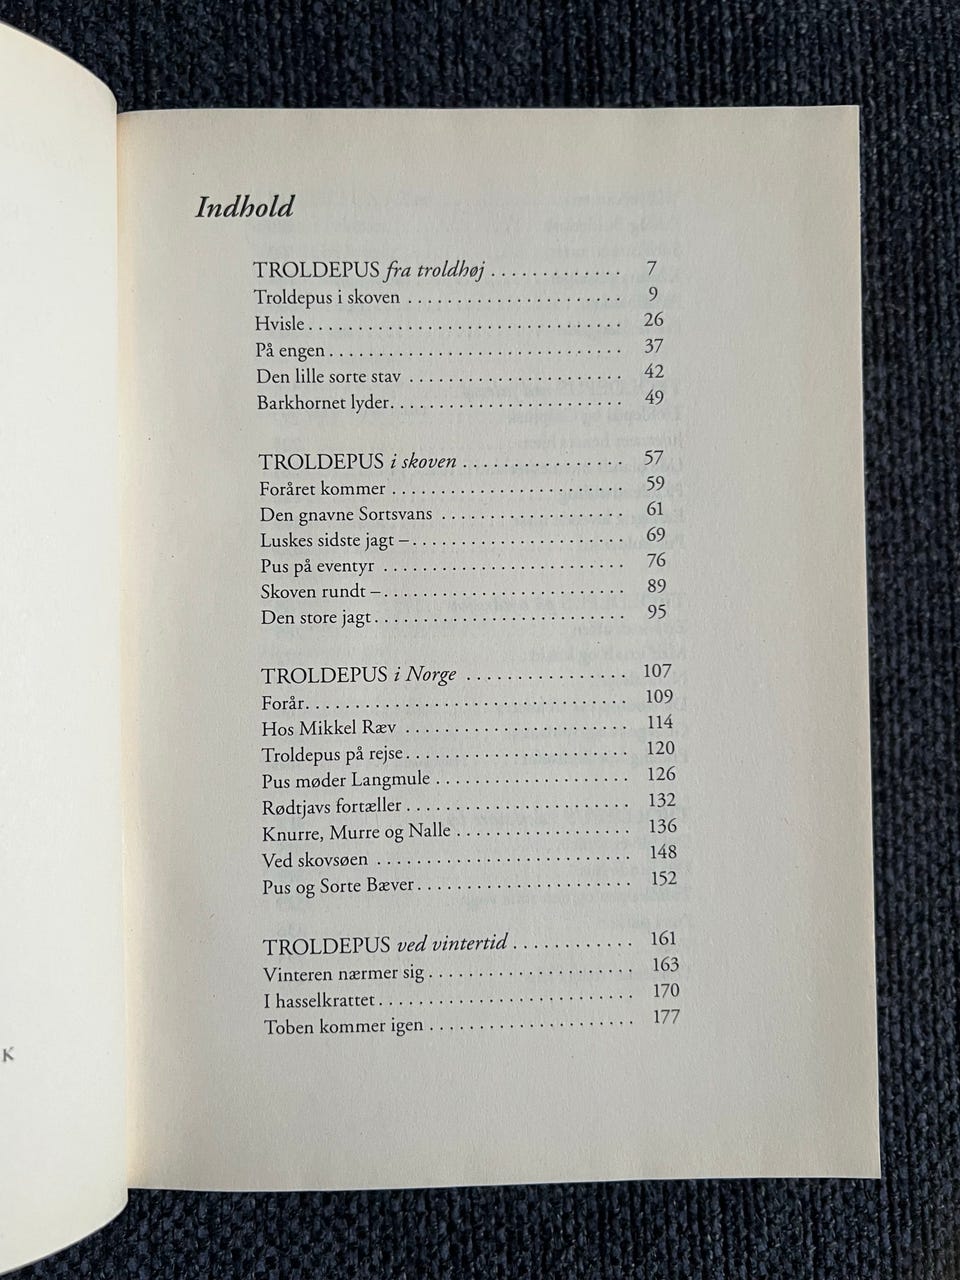 Indhold
TROLDEPUS fra troldhøj . . . . . . . . . . . . . 7
Troldepus i skoven . . . . . . . . . . . . . . . . . . . . . . 9
Hvisle . . . . . . . . . . . . . . . . . . . . . . . . . . . . . . . . 26
På engen . . . . . . . . . . . . . . . . . . . . . . . . . . . . . . 37
Den lille sorte stav . . . . . . . . . . . . . . . . . . . . . . 42
Barkhornet lyder. . . . . . . . . . . . . . . . . . . . . . . . 49
TROLDEPUS i skoven . . . . . . . . . . . . . . . . . 57
Foråret kommer . . . . . . . . . . . . . . . . . . . . . . . . 59
Den gnavne Sortsvans . . . . . . . . . . . . . . . . . . . 61
Luskes sidste jagt – . . . . . . . . . . . . . . . . . . . . . . 69
Pus på eventyr . . . . . . . . . . . . . . . . . . . . . . . . . 76
Skoven rundt – . . . . . . . . . . . . . . . . . . . . . . . . . 89
Den store jagt . . . . . . . . . . . . . . . . . . . . . . . . . . 95
TROLDEPUS i Norge . . . . . . . . . . . . . . . . . 107
Forår. . . . . . . . . . . . . . . . . . . . . . . . . . . . . . . . . 109
Hos Mikkel Ræv . . . . . . . . . . . . . . . . . . . . . . . 114
Troldepus på rejse. . . . . . . . . . . . . . . . . . . . . . . 120
Pus møder Langmule . . . . . . . . . . . . . . . . . . . . 126
Rødtjavs fortæller . . . . . . . . . . . . . . . . . . . . . . . 132
Knurre, Murre og Nalle . . . . . . . . . . . . . . . . . . 136
Ved skovsøen . . . . . . . . . . . . . . . . . . . . . . . . . . 148
Pus og Sorte Bæver. . . . . . . . . . . . . . . . . . . . . . 152
TROLDEPUS ved vintertid . . . . . . . . . . . . 161
Vinteren nærmer sig . . . . . . . . . . . . . . . . . . . . . 163
I hasselkrattet . . . . . . . . . . . . . . . . . . . . . . . . . . 170
Toben kommer igen . . . . . . . . . . . . . . . . . . . . . 177
K